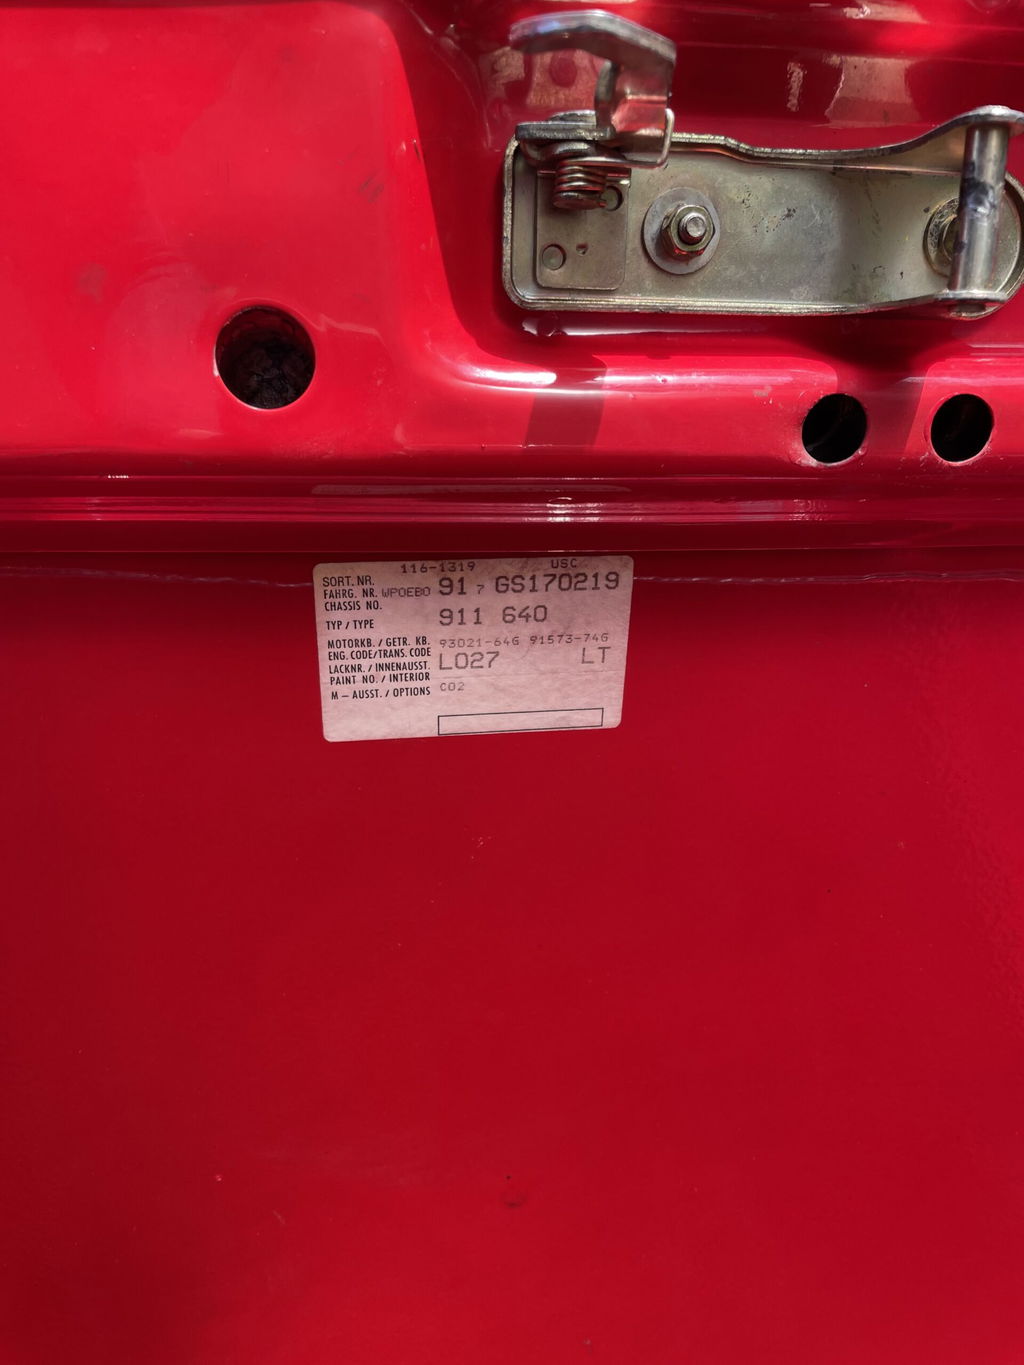 116-1319 USC
SORT. NR.
FAHRG. NR. WPOEBO 91 7 GS170219
CHASSIS NO.
TYP / TYPE 911 640
MOTORKB. / GETR. KB. 93021-64G 91573-74G
ENG. CODE/TRANS. CODE
LACKNR. / INNENAUSST. L027 LT
PAINT NO. / INTERIOR
M — AUSST. / OPTIONS C02